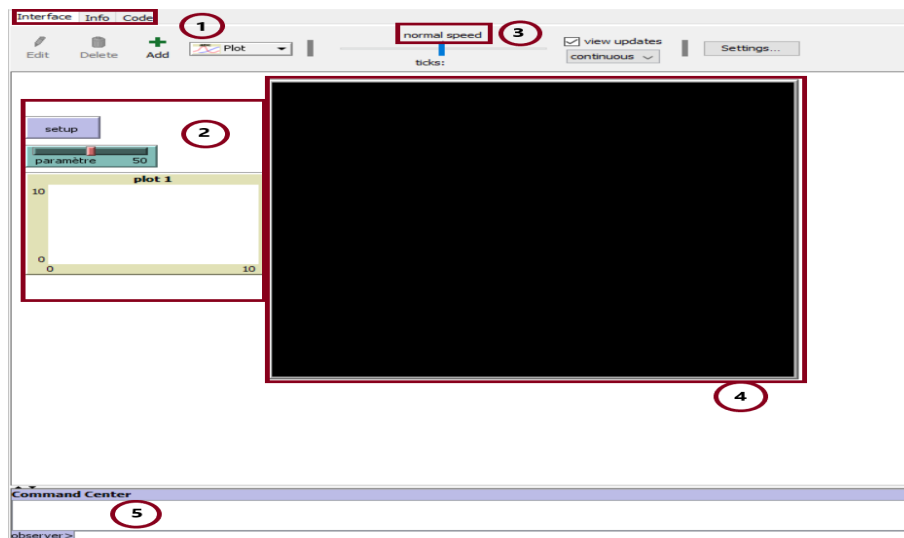 Interface Info Code
1
normal speed
3
Edit Delete Add Plot
ticks:
view updates
continuous
Settings...
setup
2
paramètre 50
plot 1
10
0
0 10
4
Command Center
5
observer>